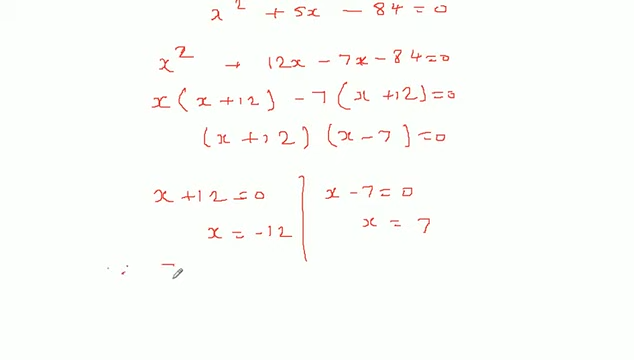 x² + 5x - 84 = 0
x² + 12x - 7x - 84 = 0
x(x+12) - 7(x+12) = 0
(x+12)(x-7) = 0
x + 12 = 0 | x - 7 = 0
x = -12 | x = 7
∴